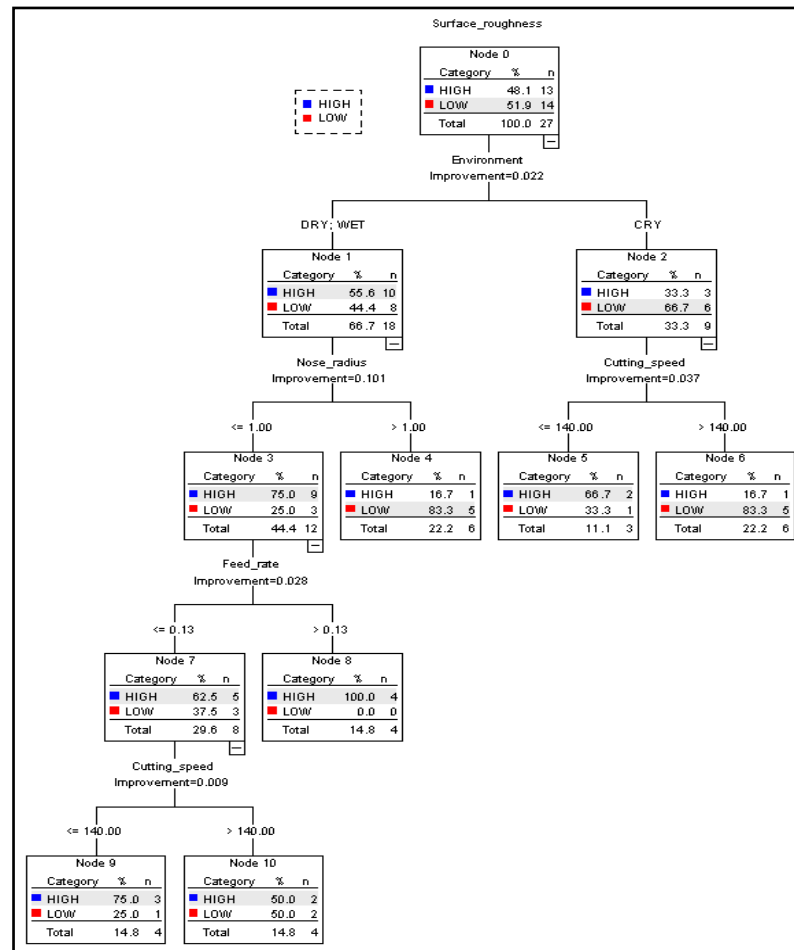 Surface_roughness
Node 0
Category % n
HIGH 48.1 13
LOW 51.9 14
Total 100.0 27
HIGH
LOW
Environment
Improvement=0.022
DRY; WET
CRY
Node 1
Category % n
HIGH 55.6 10
LOW 44.4 8
Total 66.7 18
Node 2
Category % n
HIGH 33.3 3
LOW 66.7 6
Total 33.3 9
Nose_radius
Improvement=0.101
Cutting_speed
Improvement=0.037
<= 1.00
> 1.00
<= 140.00
> 140.00
Node 3
Category % n
HIGH 75.0 9
LOW 25.0 3
Total 44.4 12
Node 4
Category % n
HIGH 16.7 1
LOW 83.3 5
Total 22.2 6
Node 5
Category % n
HIGH 66.7 2
LOW 33.3 1
Total 11.1 3
Node 6
Category % n
HIGH 16.7 1
LOW 83.3 5
Total 22.2 6
Feed_rate
Improvement=0.028
<= 0.13
> 0.13
Node 7
Category % n
HIGH 62.5 5
LOW 37.5 3
Total 29.6 8
Node 8
Category % n
HIGH 100.0 4
LOW 0.0 0
Total 14.8 4
Cutting_speed
Improvement=0.009
<= 140.00
> 140.00
Node 9
Category % n
HIGH 75.0 3
LOW 25.0 1
Total 14.8 4
Node 10
Category % n
HIGH 50.0 2
LOW 50.0 2
Total 14.8 4